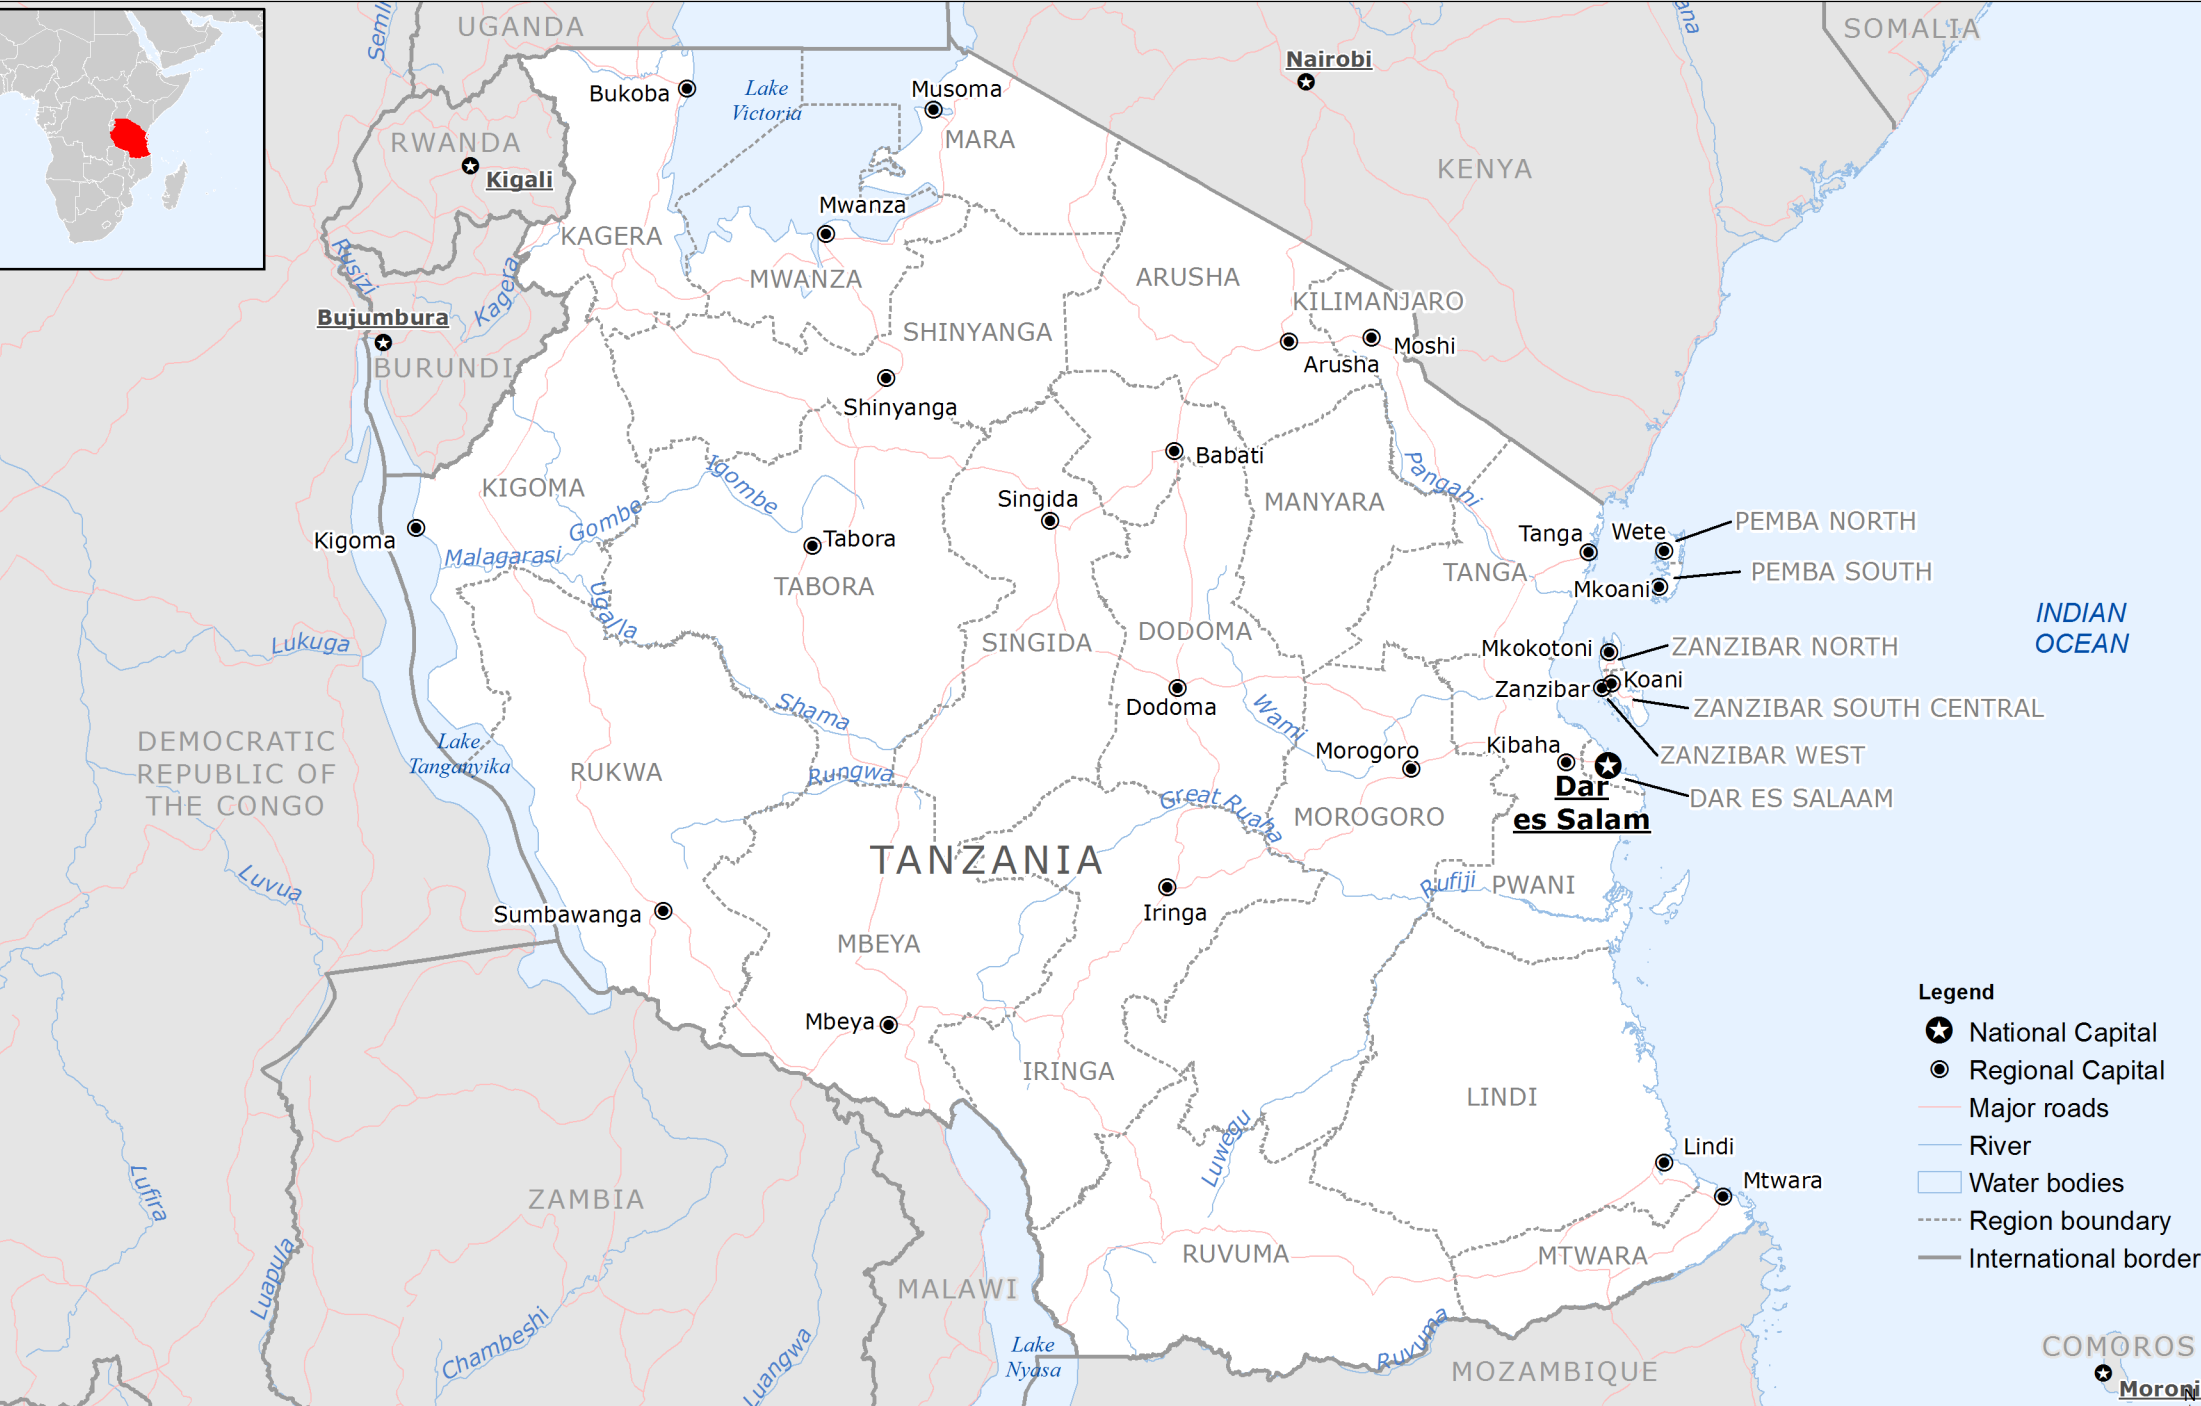 UGANDA
SOMALIA
Semli
ana
Nairobi
Bukoba
Lake
Victoria
Musoma
MARA
RWANDA
Kigali
KENYA
Mwanza
KAGERA
Rusizi
Kagera
MWANZA
ARUSHA
KILIMANJARO
Bujumbura
SHINYANGA
BURUNDI
Moshi
Arusha
Shinyanga
Babati
Igombe
Pangani
KIGOMA
Singida
MANYARA
Gombe
Kigoma
Tabora
Tanga
Wete
PEMBA NORTH
Malagarasi
TANGA
PEMBA SOUTH
TABORA
Mkoani
Ugalla
INDIAN
OCEAN
Lukuga
SINGIDA
DODOMA
Mkokotoni
ZANZIBAR NORTH
Zanzibar
Koani
Shama
Dodoma
Wami
ZANZIBAR SOUTH CENTRAL
DEMOCRATIC
REPUBLIC OF
THE CONGO
Lake
Tanganyika
Morogoro
Kibaha
ZANZIBAR WEST
RUKWA
Rungwa
Dar
es Salam
DAR ES SALAAM
Great Ruaha
MOROGORO
TANZANIA
Luvua
Rufiji
PWANI
Sumbawanga
Iringa
MBEYA
Mbeya
IRINGA
LINDI
Luwegu
Lindi
Mtwara
Lufira
ZAMBIA
Luapula
RUVUMA
MTWARA
MALAWI
Chambeshi
Luangwa
Lake
Nyasa
Ruvuma
MOZAMBIQUE
Legend
National Capital
Regional Capital
Major roads
River
Water bodies
Region boundary
International border
COMOROS
Moroni
N